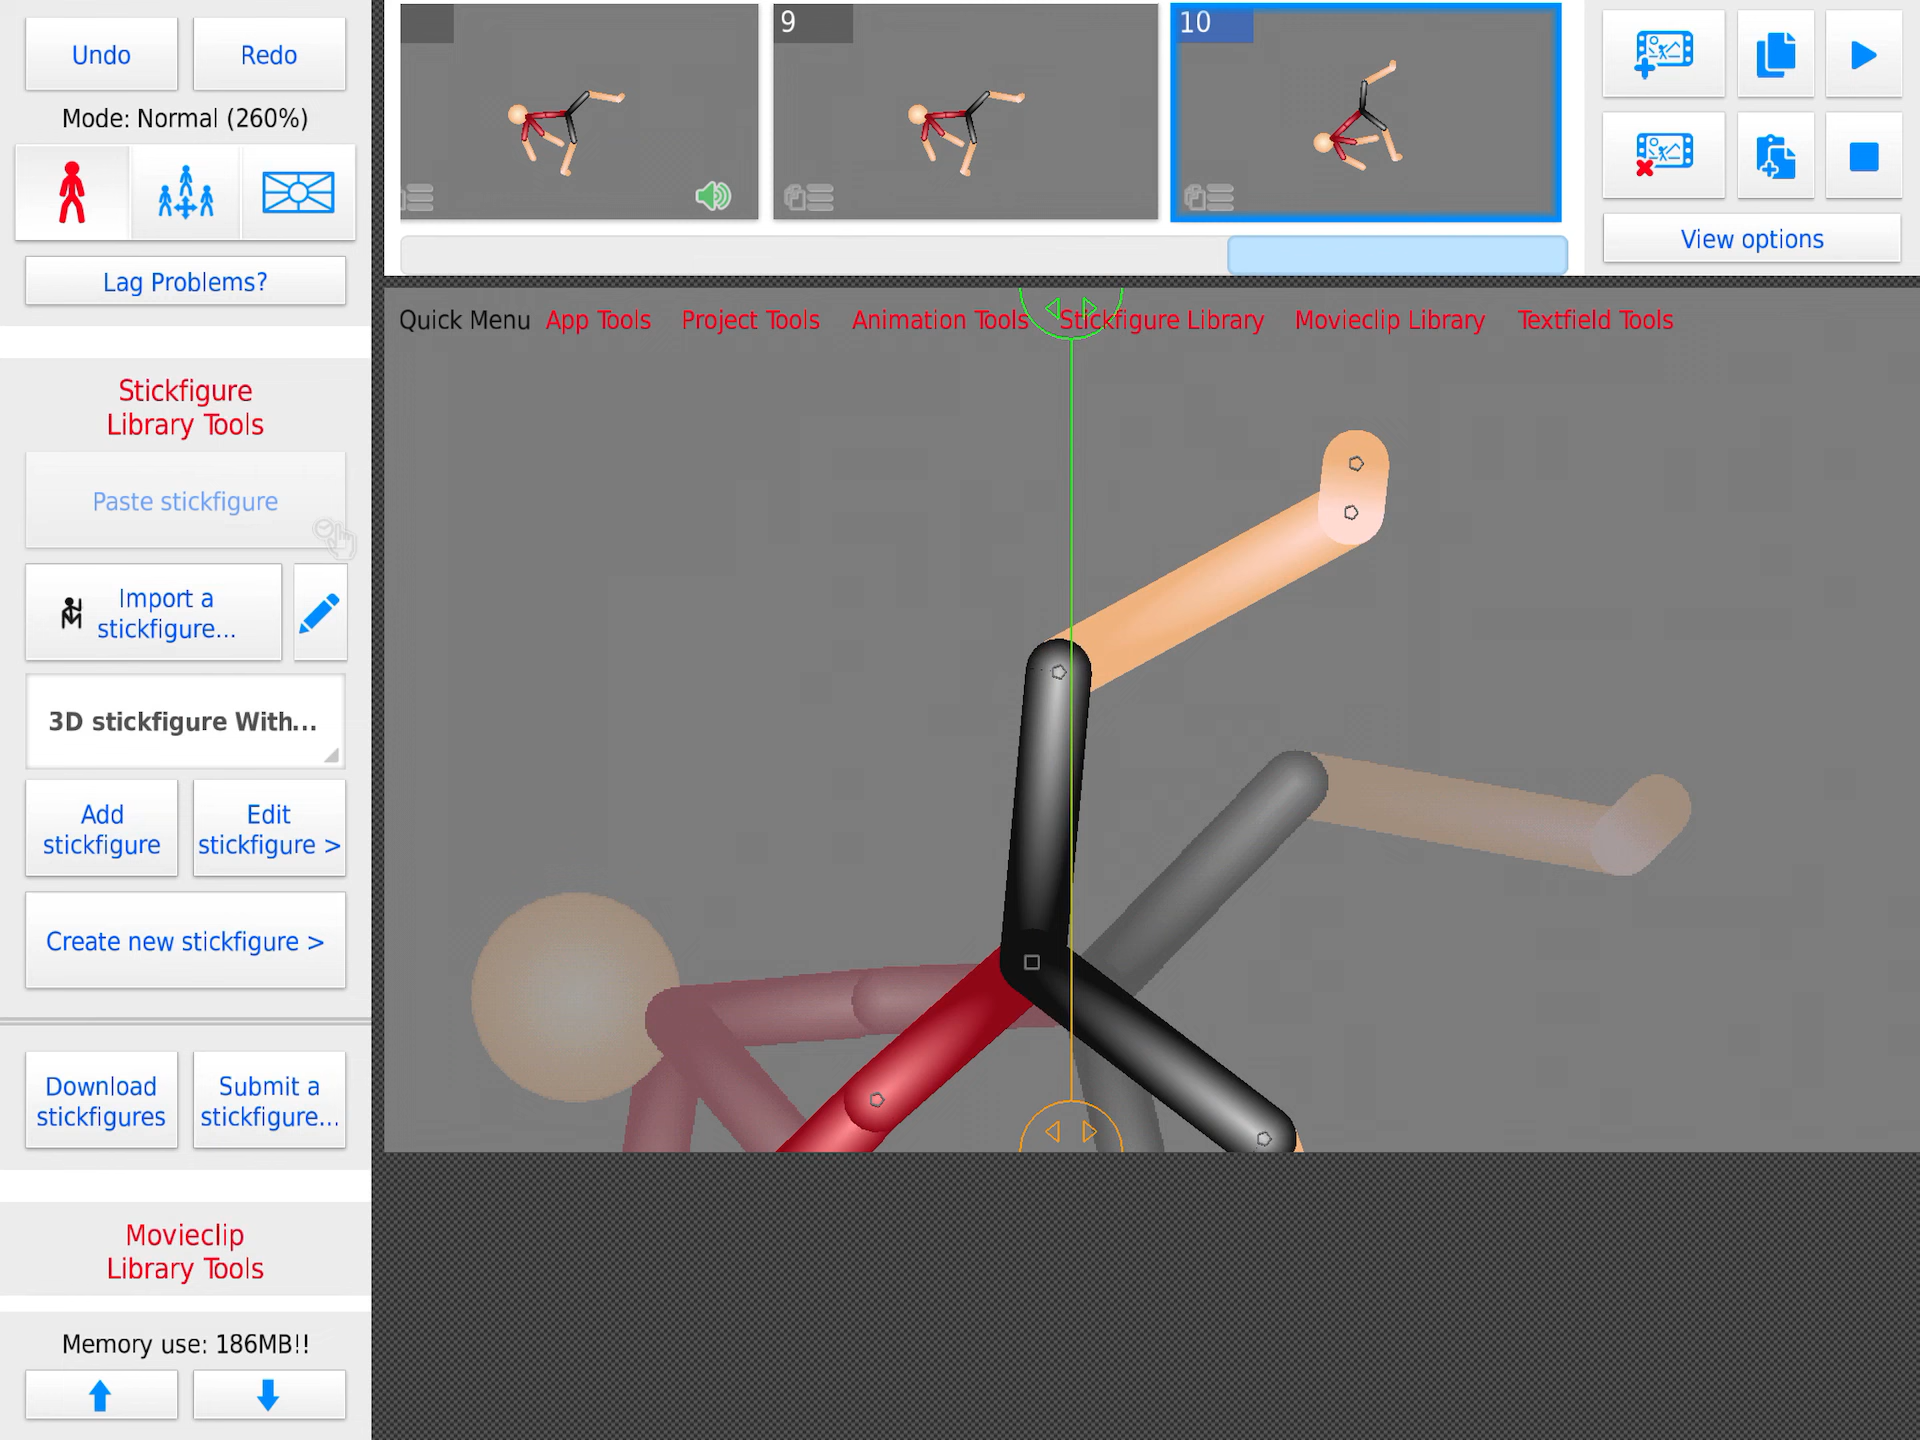 Undo
Redo
Mode: Normal (260%)
Lag Problems?
Stickfigure
Library Tools
Paste stickfigure
Import a
stickfigure...
3D stickfigure With...
Add
stickfigure
Edit
stickfigure >
Create new stickfigure >
Download
stickfigures
Submit a
stickfigure...
Movieclip
Library Tools
Memory use: 186MB!!
9
10
View options
Quick Menu App Tools Project Tools Animation Tools Stickfigure Library Movieclip Library Textfield Tools